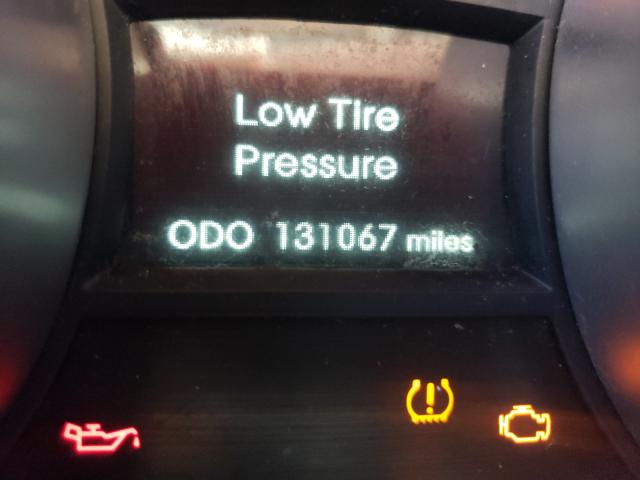 Low Tire
Pressure
ODO 131067 miles